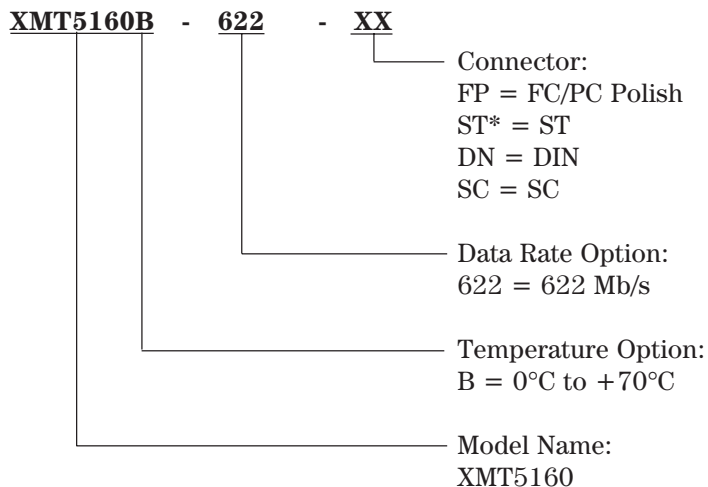 XMT5160B - 622 - XX
Connector:
FP = FC/PC Polish
ST* = ST
DN = DIN
SC = SC
Data Rate Option:
622 = 622 Mb/s
Temperature Option:
B = 0°C to +70°C
Model Name:
XMT5160